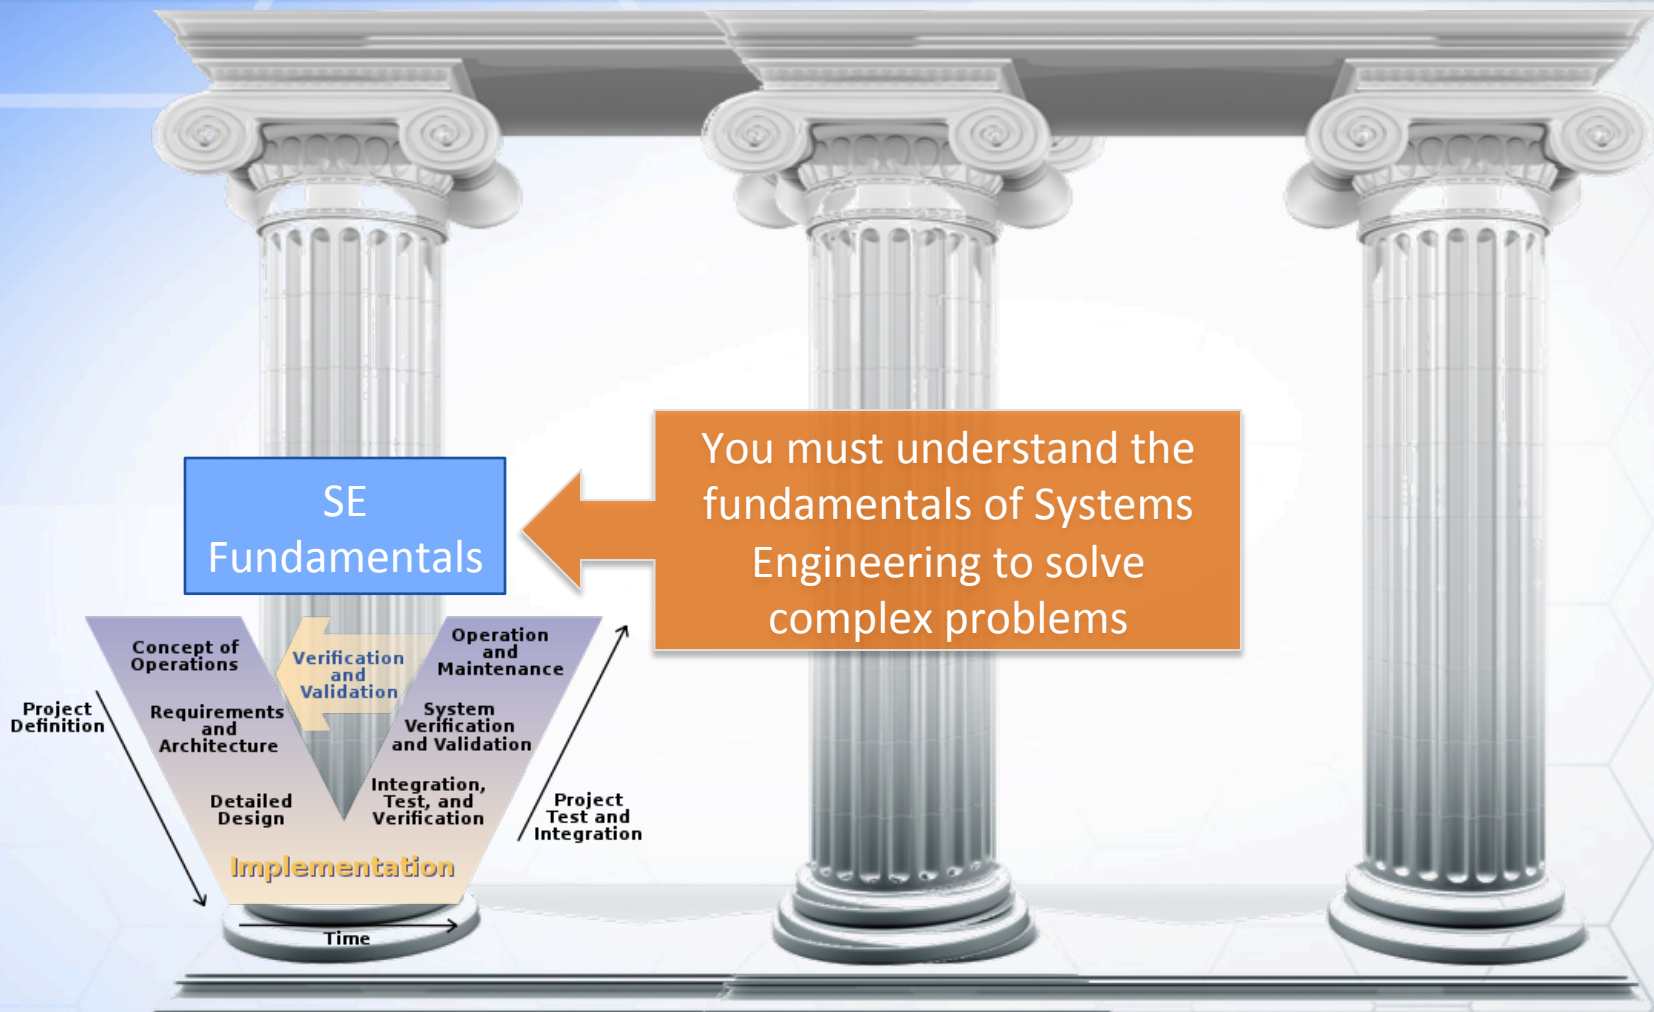 SE
Fundamentals
You must understand the
fundamentals of Systems
Engineering to solve
complex problems
Concept of
Operations
Verification
and
Validation
Operation
and
Maintenance
Project
Definition
Requirements
and
Architecture
System
Verification
and Validation
Detailed
Design
Integration,
Test, and
Verification
Project
Test and
Integration
Implementation
Time